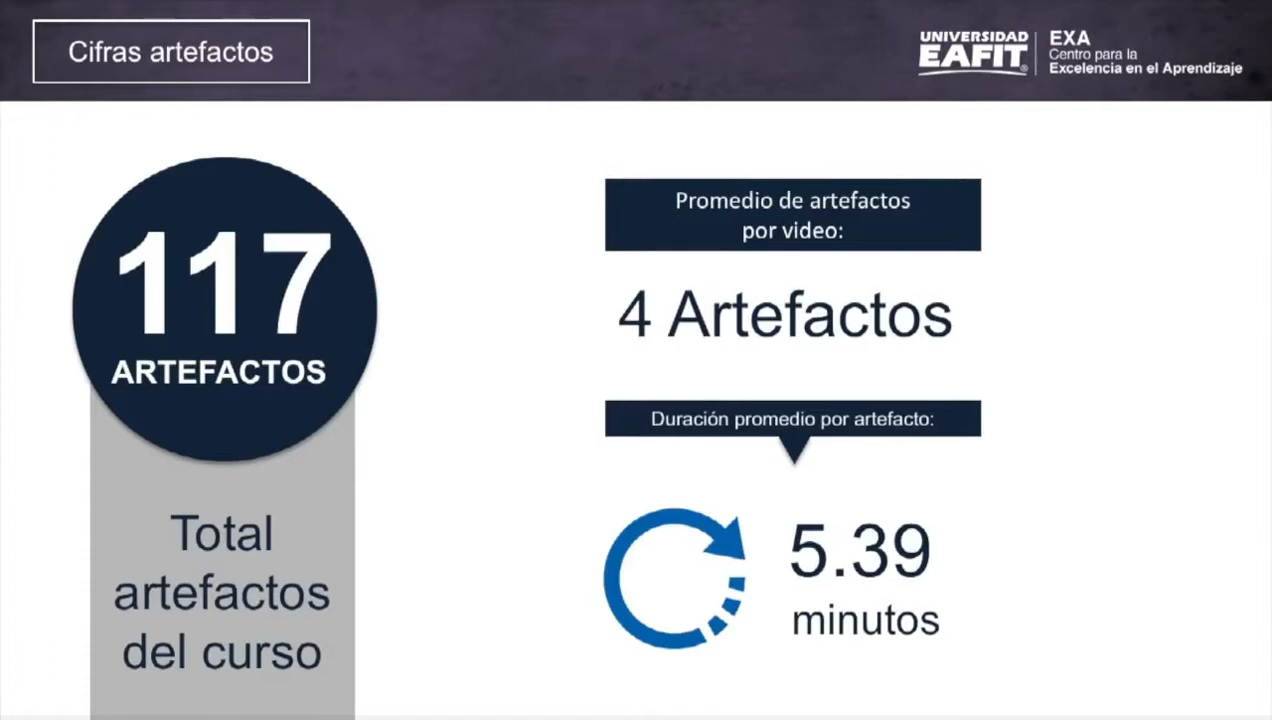 Cifras artefactos
UNIVERSIDAD
EAFIT®
EXA
Centro para la
Excelencia en el Aprendizaje
117
ARTEFACTOS
Total
artefactos
del curso
Promedio de artefactos
por video:
4 Artefactos
Duración promedio por artefacto:
5.39
minutos